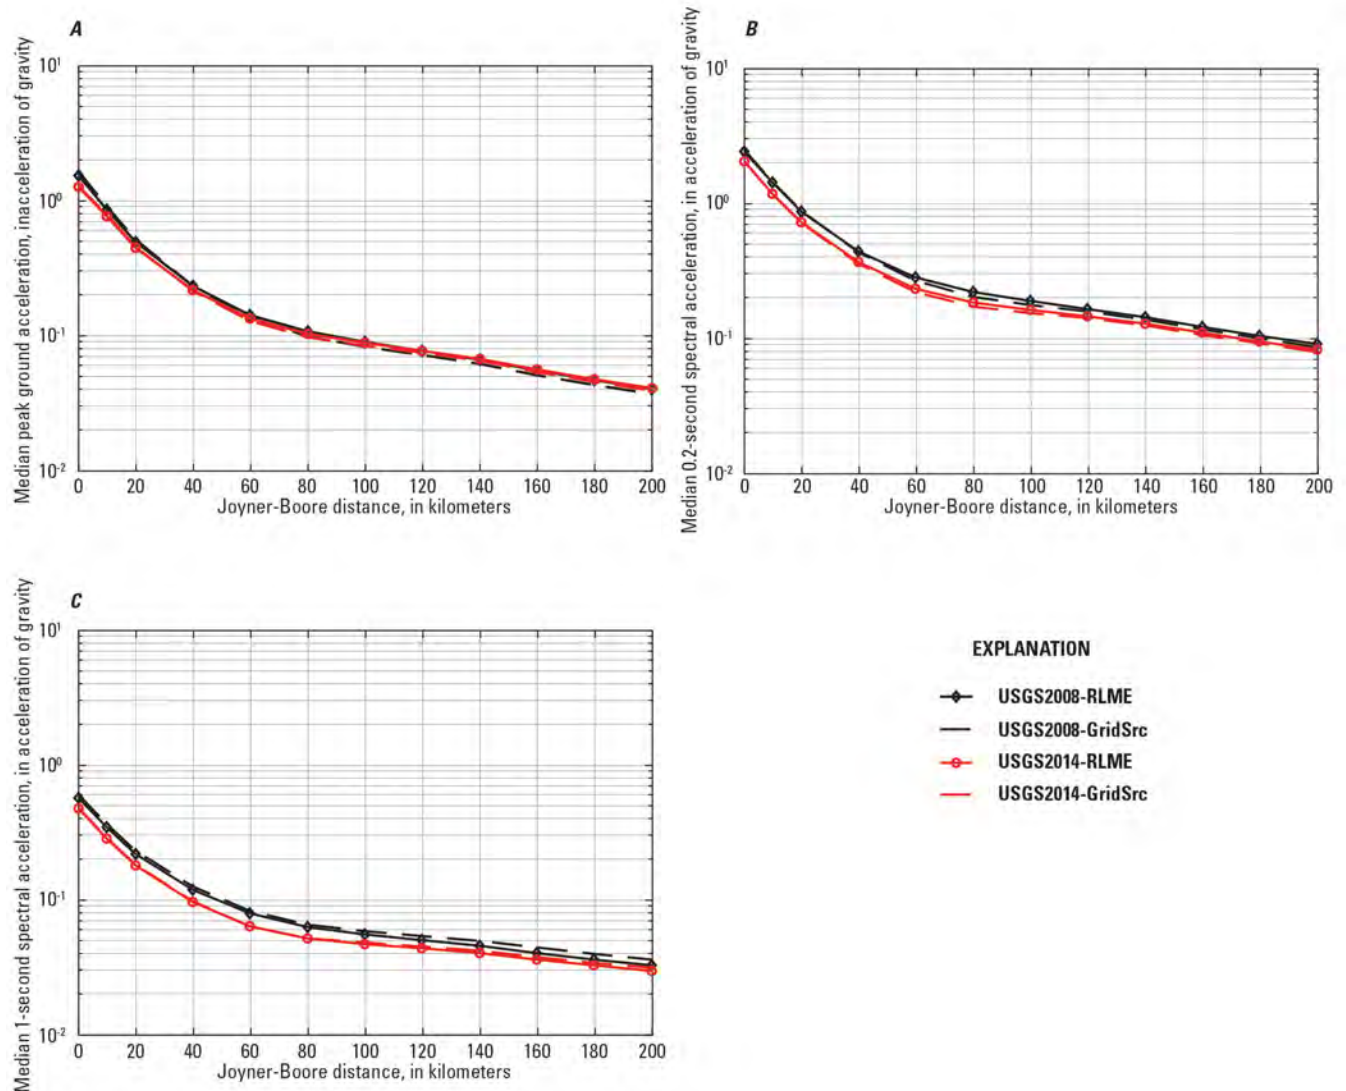 A
Median peak ground acceleration, inacceleration of gravity
10¹
10⁰
10⁻¹
10⁻²
0 20 40 60 80 100 120 140 160 180 200
Joyner-Boore distance, in kilometers
B
Median 0.2-second spectral acceleration, in acceleration of gravity
10¹
10⁰
10⁻¹
10⁻²
0 20 40 60 80 100 120 140 160 180 200
Joyner-Boore distance, in kilometers
C
Median 1-second spectral acceleration, in acceleration of gravity
10¹
10⁰
10⁻¹
10⁻²
0 20 40 60 80 100 120 140 160 180 200
Joyner-Boore distance, in kilometers
EXPLANATION
USGS2008-RLME
USGS2008-GridSrc
USGS2014-RLME
USGS2014-GridSrc